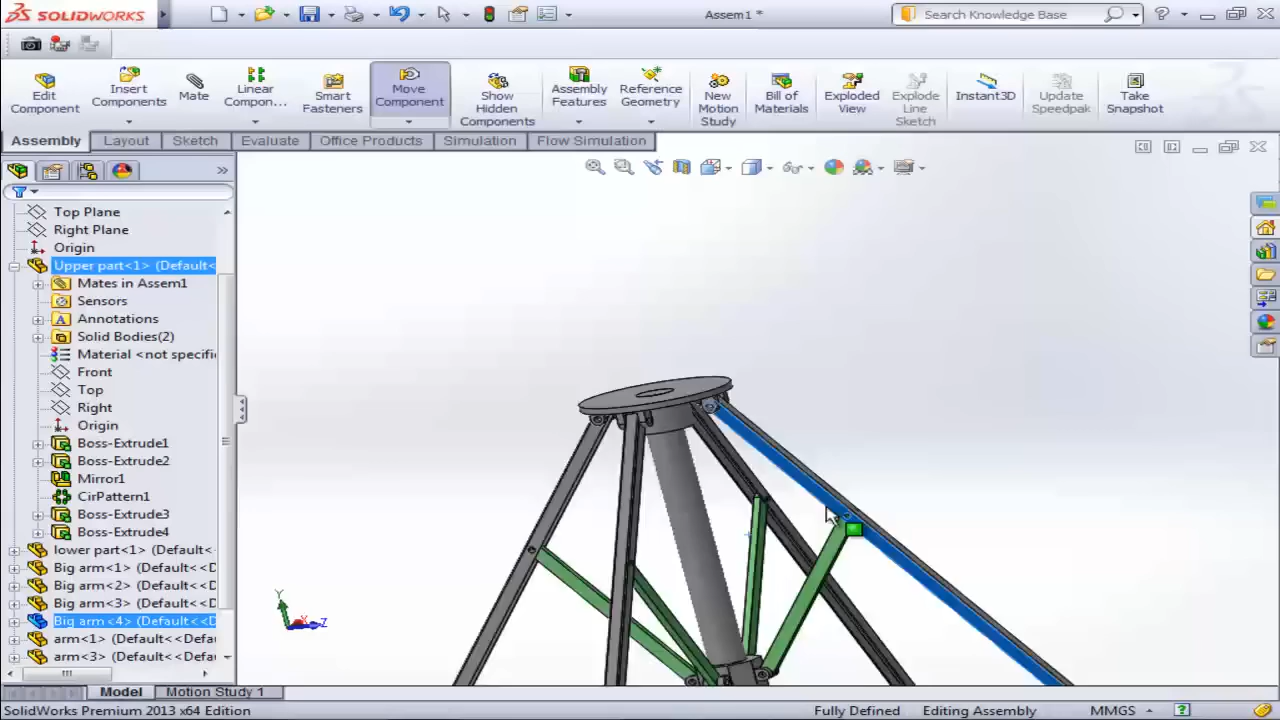 SOLIDWORKS
Assem1 *
Search Knowledge Base
Edit Component
Insert Components
Mate
Linear Compon...
Smart Fasteners
Move Component
Show Hidden Components
Assembly Features
Reference Geometry
New Motion Study
Bill of Materials
Exploded View
Explode Line Sketch
Instant3D
Update Speedpak
Take Snapshot
Assembly
Layout
Sketch
Evaluate
Office Products
Simulation
Flow Simulation
Top Plane
Right Plane
Origin
Upper part<1> (Default<
Mates in Assem1
Sensors
Annotations
Solid Bodies(2)
Material <not specifi
Front
Top
Right
Origin
Boss-Extrude1
Boss-Extrude2
Mirror1
CirPattern1
Boss-Extrude3
Boss-Extrude4
lower part<1> (Default<
Big arm<1> (Default<<D
Big arm<2> (Default<<D
Big arm<3> (Default<<D
Big arm<4> (Default<<D
arm<1> (Default<<Defau
arm<3> (Default<<Defau
Y
X
Z
Model
Motion Study 1
SolidWorks Premium 2013 x64 Edition
Fully Defined
Editing Assembly
MMGS